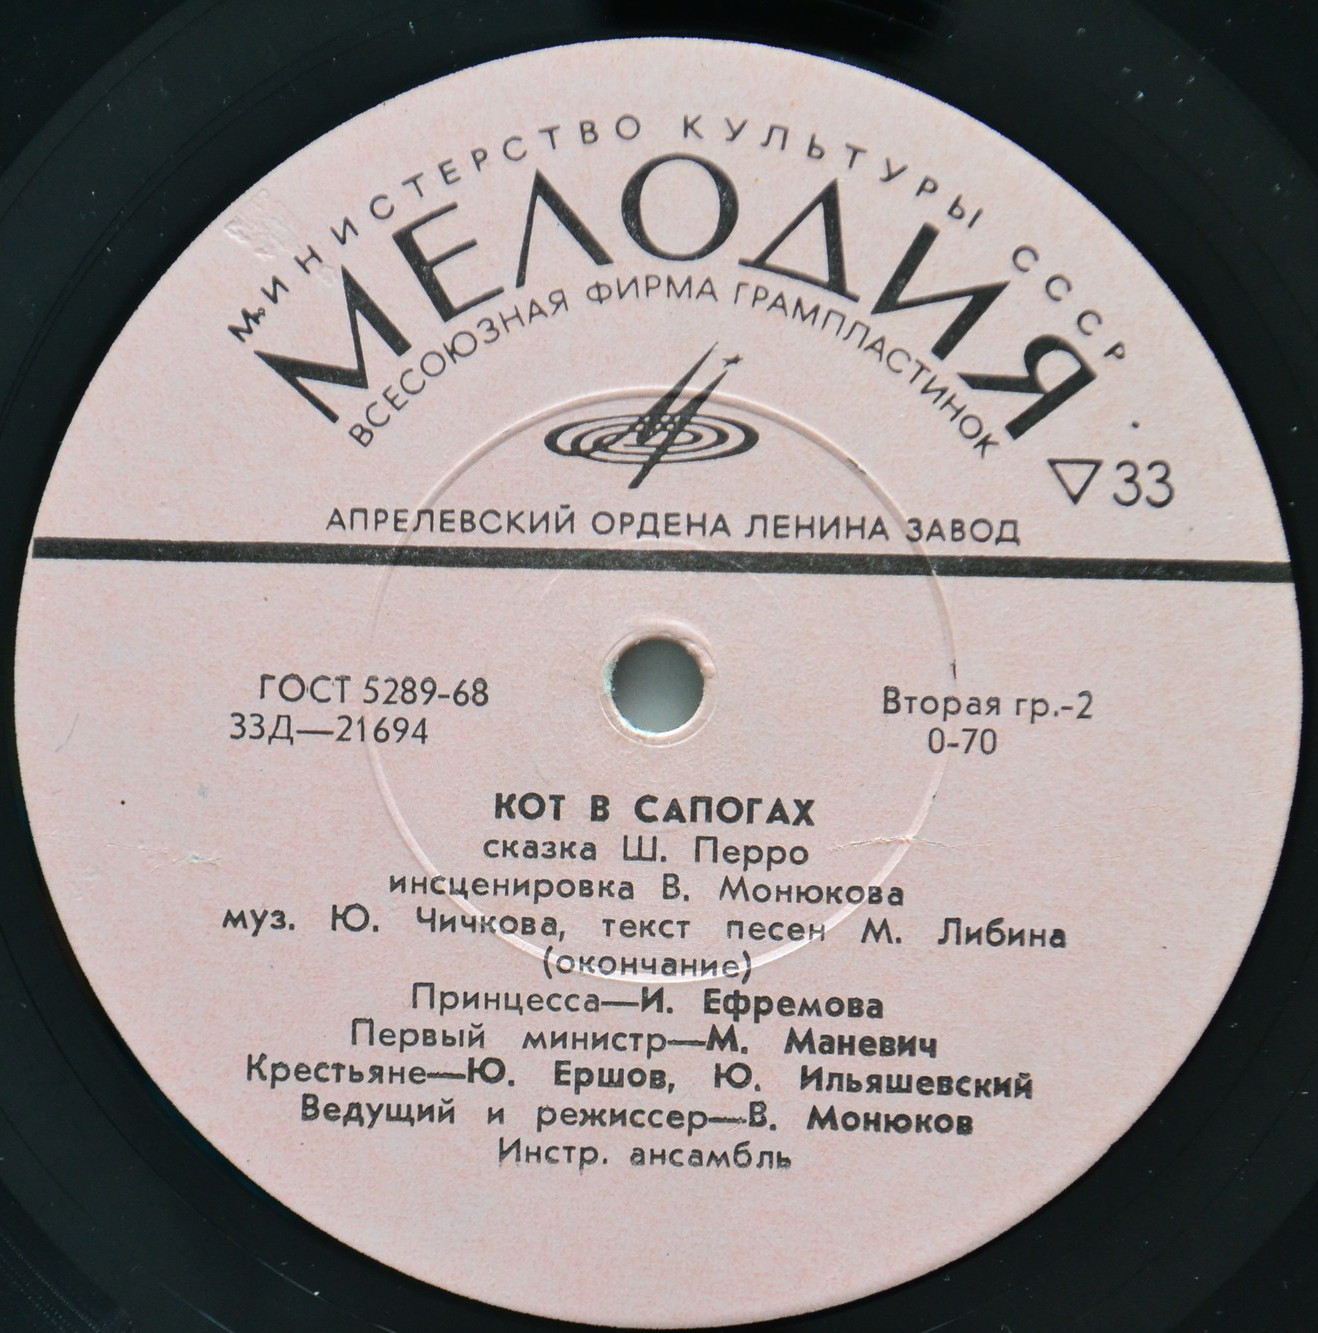 МИНИСТЕРСТВО КУЛЬТУРЫ СССР
МЕЛОДИЯ
ВСЕСОЮЗНАЯ ФИРМА ГРАМПЛАСТИНОК
▽ 33
АПРЕЛЕВСКИЙ ОРДЕНА ЛЕНИНА ЗАВОД
ГОСТ 5289-68
33Д—21694
Вторая гр.-2
0-70
КОТ В САПОГАХ
сказка Ш. Перро
инсценировка В. Монюкова
муз. Ю. Чичкова, текст песен М. Либина
(окончание)
Принцесса—И. Ефремова
Первый министр—М. Маневич
Крестьяне—Ю. Ершов, Ю. Ильяшевский
Ведущий и режиссер—В. Монюков
Инстр. ансамбль